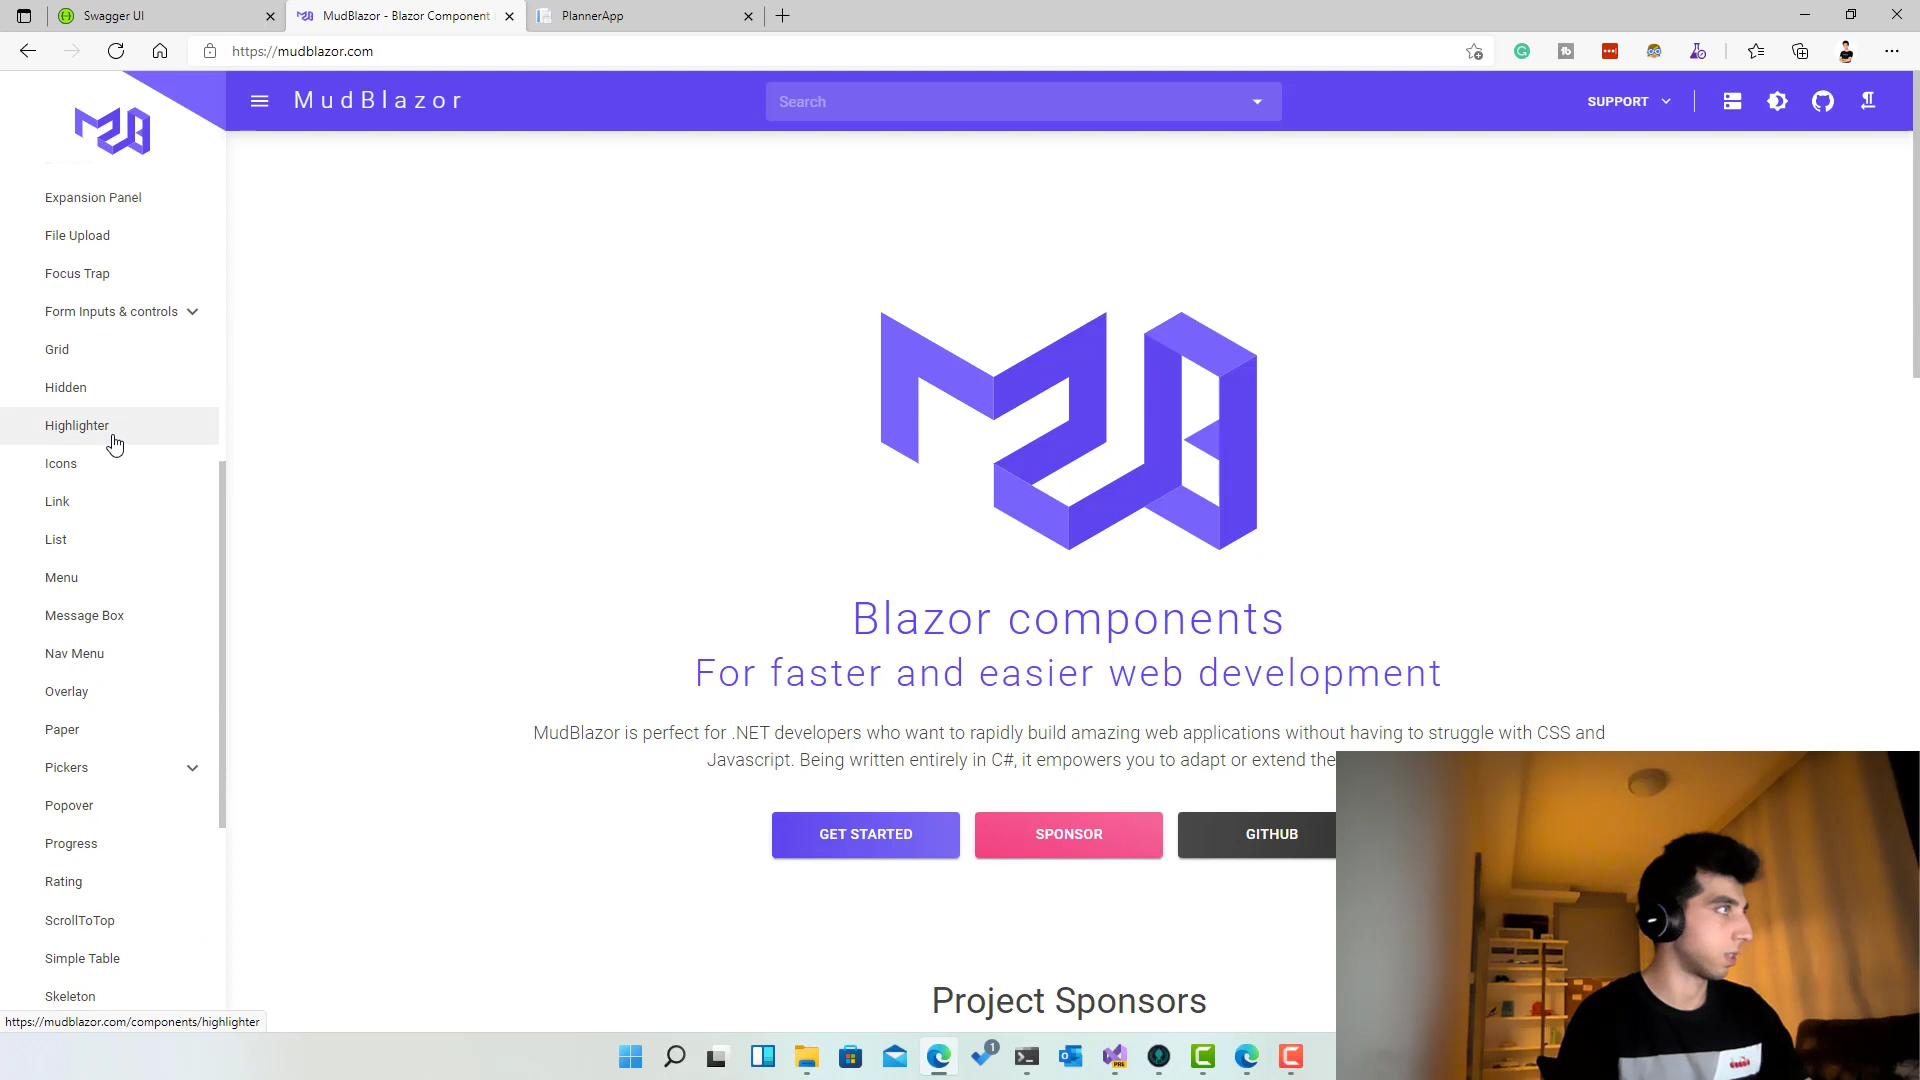 Swagger UI
MudBlazor - Blazor Component
PlannerApp
https://mudblazor.com
MudBlazor
Search
SUPPORT
Expansion Panel
File Upload
Focus Trap
Form Inputs & controls
Grid
Hidden
Highlighter
Icons
Link
List
Menu
Message Box
Nav Menu
Overlay
Paper
Pickers
Popover
Progress
Rating
ScrollToTop
Simple Table
Skeleton
https://mudblazor.com/components/highlighter
Blazor components
For faster and easier web development
MudBlazor is perfect for .NET developers who want to rapidly build amazing web applications without having to struggle with CSS and
Javascript. Being written entirely in C#, it empowers you to adapt or extend the
GET STARTED
SPONSOR
GITHUB
Project Sponsors
1